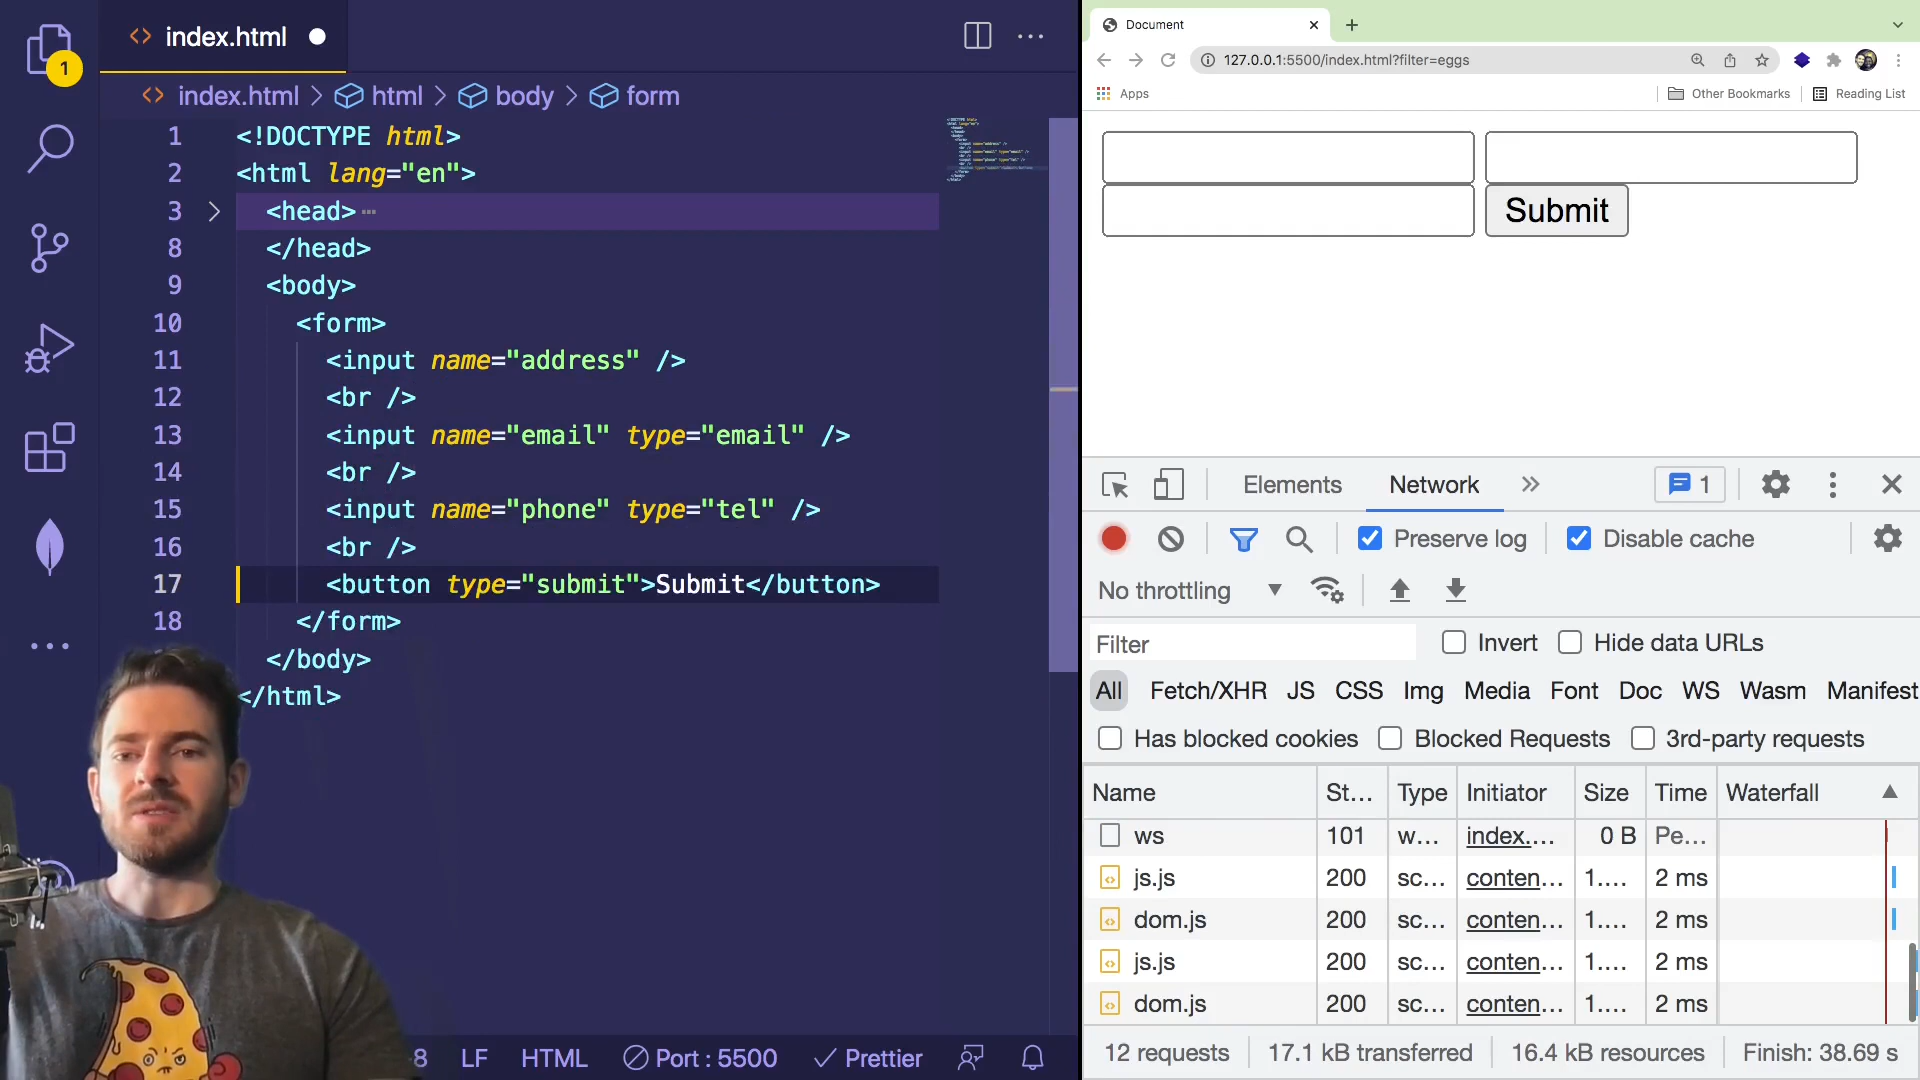 index.html
1
index.html > html > body > form
1 <!DOCTYPE html>
2 <html lang="en">
3 <head>
8 </head>
9 <body>
10 <form>
11 <input name="address" />
12 <br />
13 <input name="email" type="email" />
14 <br />
15 <input name="phone" type="tel" />
16 <br />
17 <button type="submit">Submit</button>
18 </form>
</body>
</html>
8 LF HTML Port : 5500 Prettier
Document
127.0.0.1:5500/index.html?filter=eggs
Apps Other Bookmarks Reading List
Submit
Elements Network 1
Preserve log Disable cache
No throttling
Filter Invert Hide data URLs
All Fetch/XHR JS CSS Img Media Font Doc WS Wasm Manifest
Has blocked cookies Blocked Requests 3rd-party requests
Name St... Type Initiator Size Time Waterfall
ws 101 w... index.... 0 B Pe...
js.js 200 sc... conten... 1.... 2 ms
dom.js 200 sc... conten... 1.... 2 ms
js.js 200 sc... conten... 1.... 2 ms
dom.js 200 sc... conten... 1.... 2 ms
12 requests 17.1 kB transferred 16.4 kB resources Finish: 38.69 s